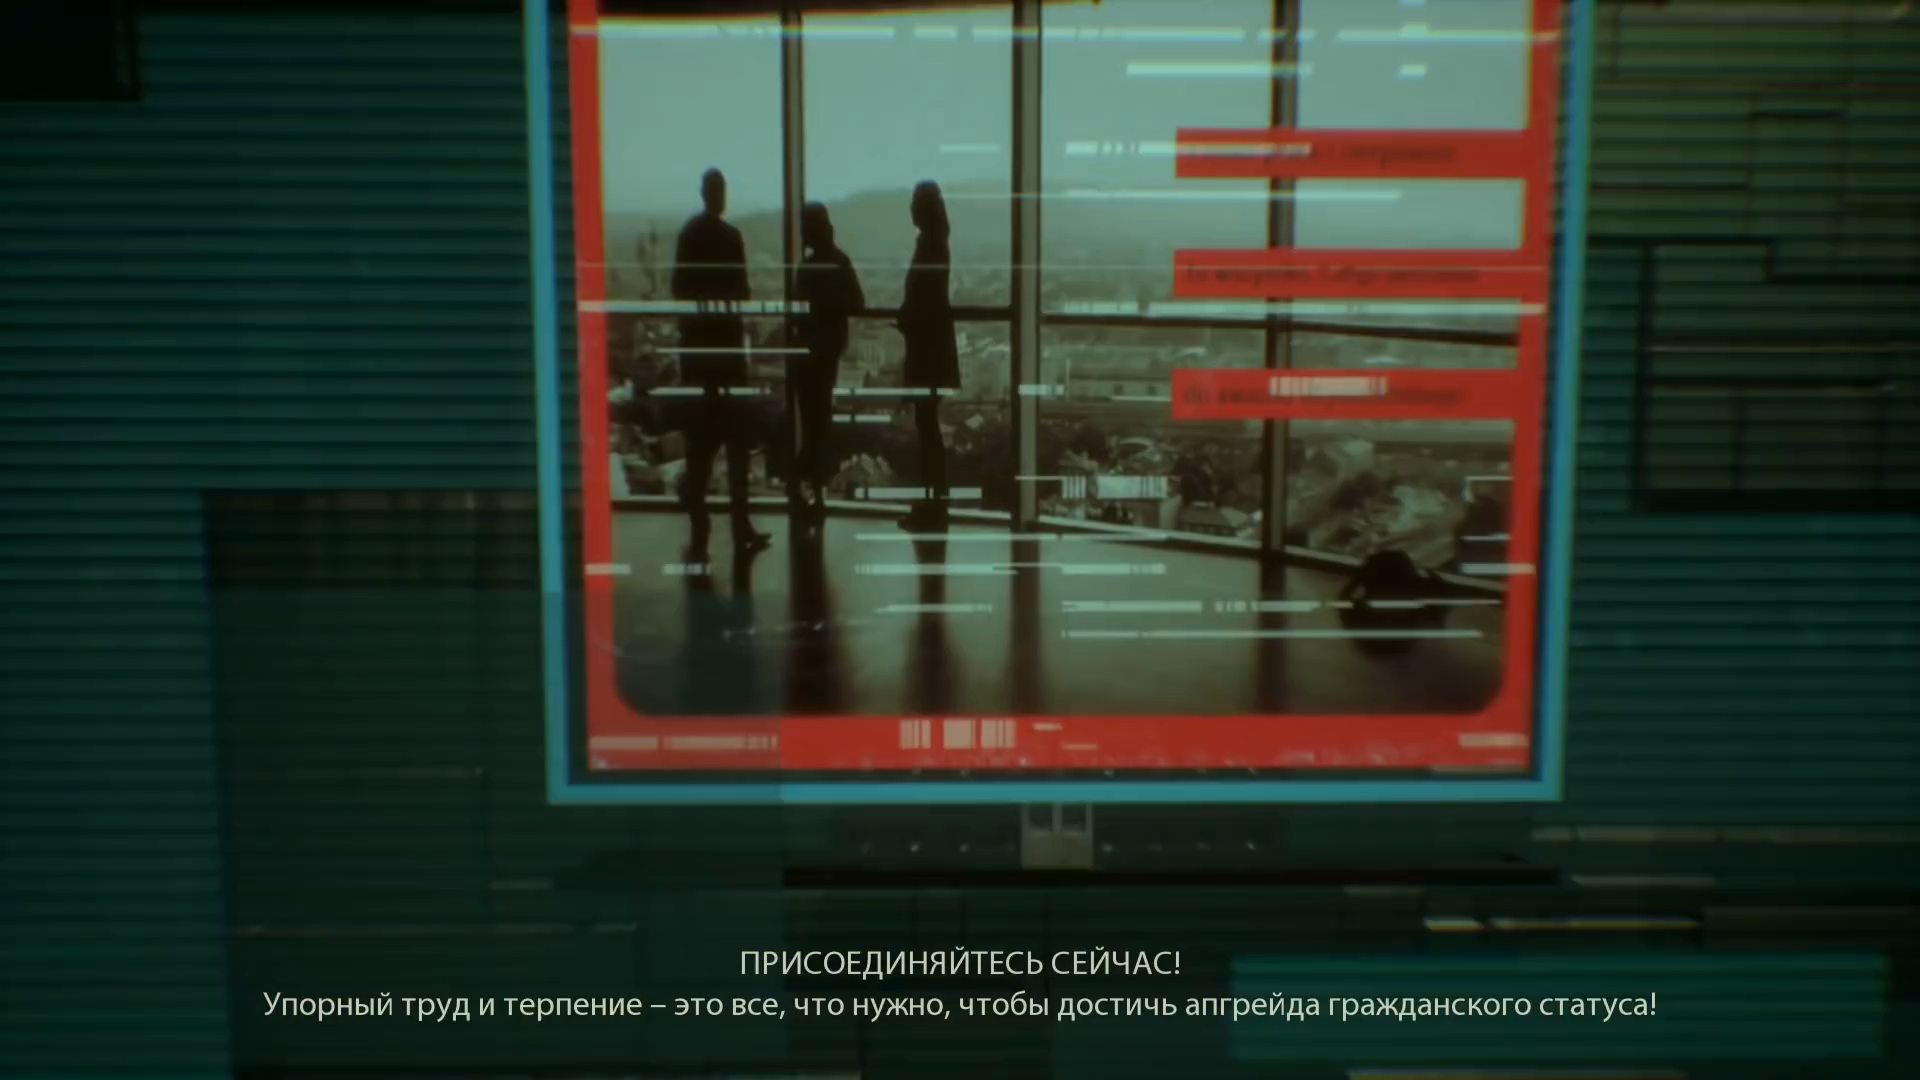 ПРИСОЕДИНЯЙТЕСЬ СЕЙЧАС!
Упорный труд и терпение – это все, что нужно, чтобы достичь апгрейда гражданского статуса!